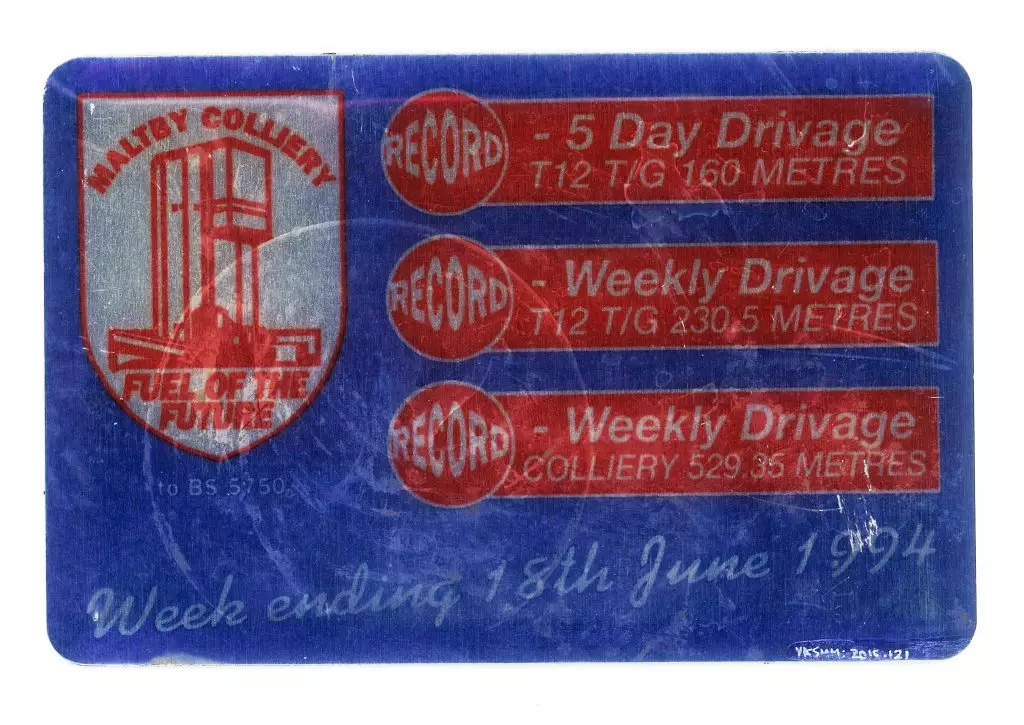 MALTBY COLLIERY
FUEL OF THE
FUTURE
to BS 5750
RECORD
- 5 Day Drivage
T12 T/G 160 METRES
RECORD
- Weekly Drivage
T12 T/G 230.5 METRES
RECORD
- Weekly Drivage
COLLIERY 529.35 METRES
Week ending 18th June 1994
YKSMM: 2015.121